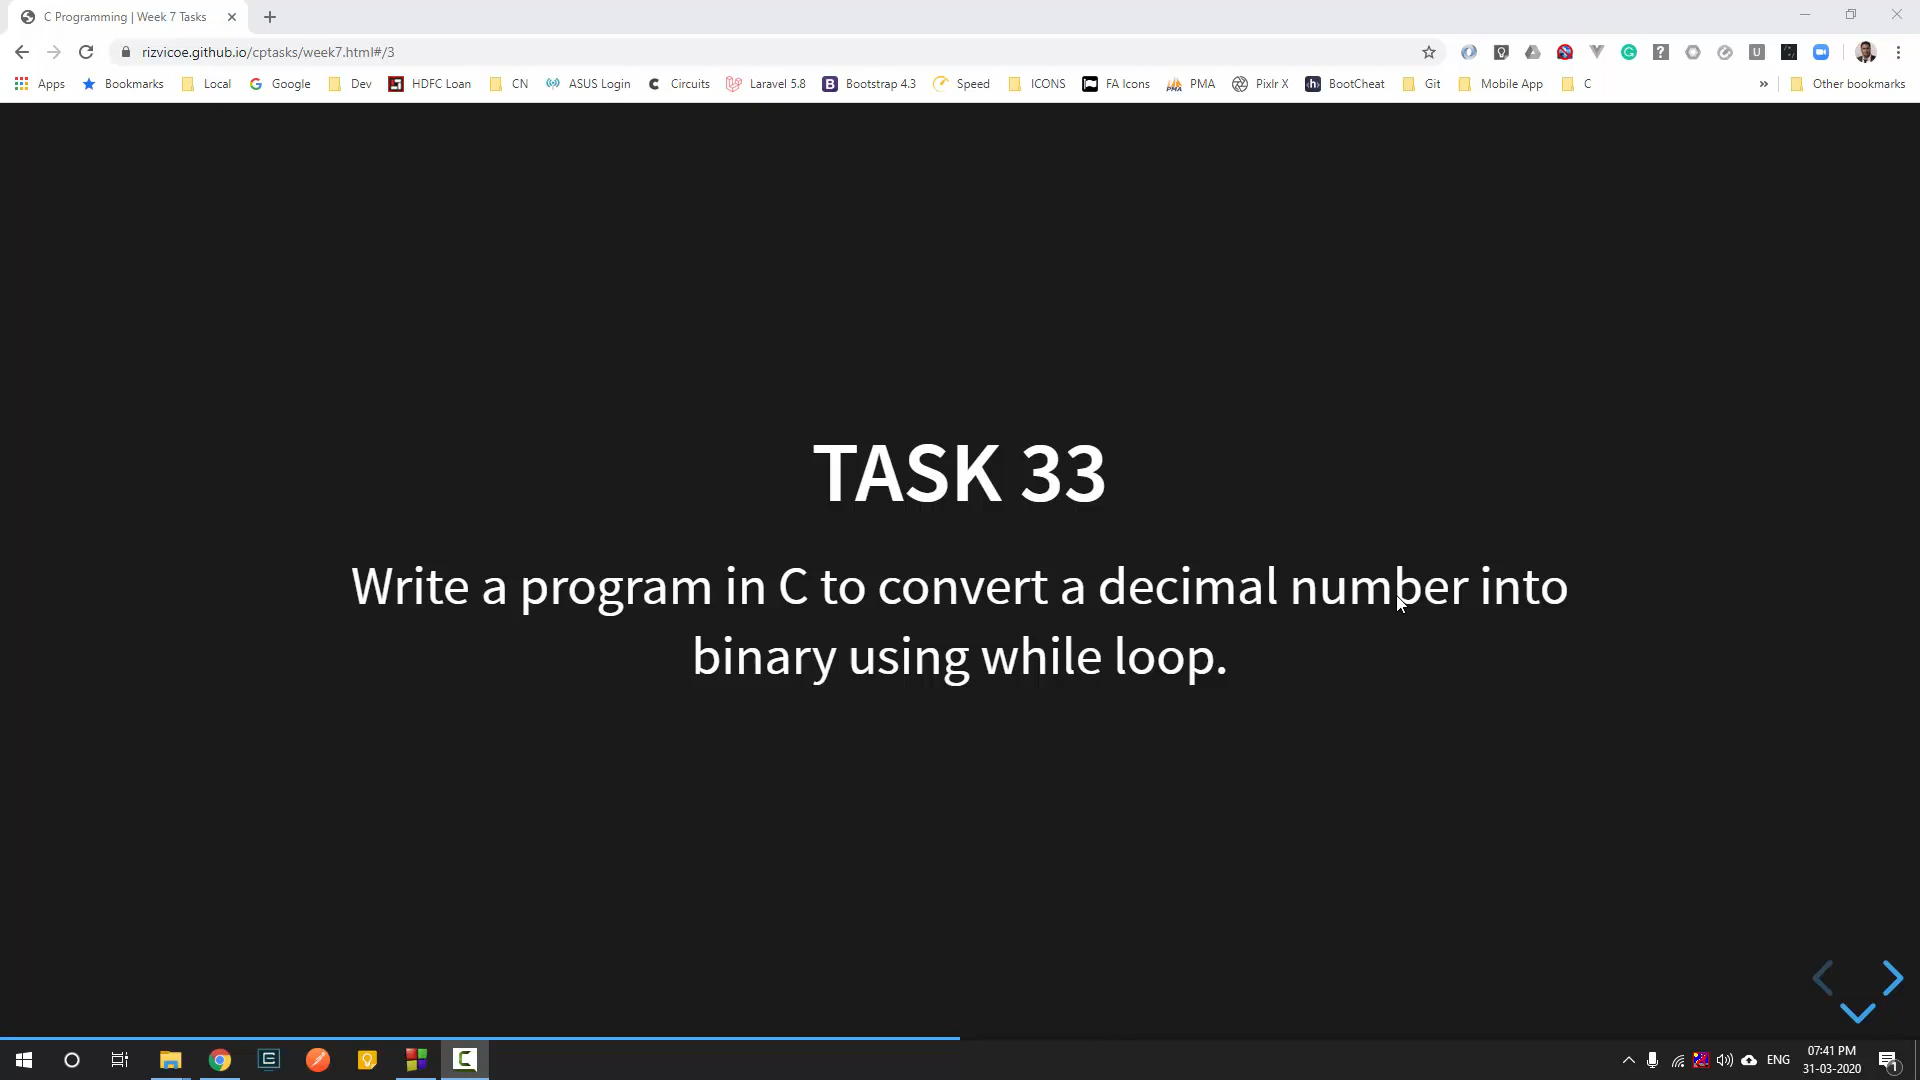 C Programming | Week 7 Tasks
rizvicoe.github.io/cptasks/week7.html#/3
Apps Bookmarks Local Google Dev HDFC Loan CN ASUS Login Circuits Laravel 5.8 Bootstrap 4.3 Speed ICONS FA Icons PMA Pixlr X BootCheat Git Mobile App C » Other bookmarks
TASK 33
Write a program in C to convert a decimal number into
binary using while loop.
ENG
07:41 PM
31-03-2020
1